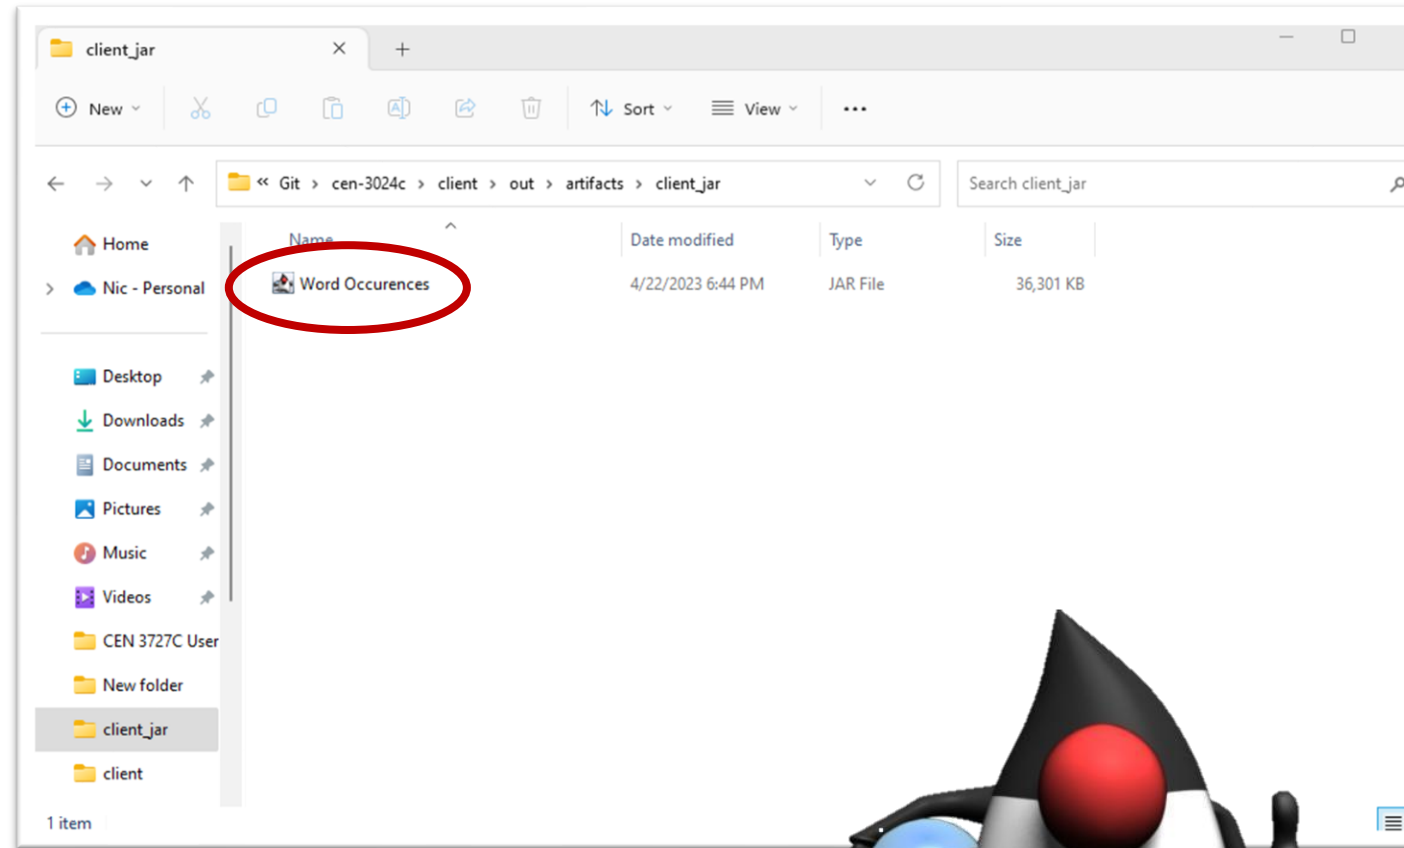 client_jar
New
Sort
View
« Git > cen-3024c > client > out > artifacts > client_jar
Search client_jar
Name
Date modified
Type
Size
Word Occurences
4/22/2023 6:44 PM
JAR File
36,301 KB
Home
Nic - Personal
Desktop
Downloads
Documents
Pictures
Music
Videos
CEN 3727C User
New folder
client_jar
client
1 item